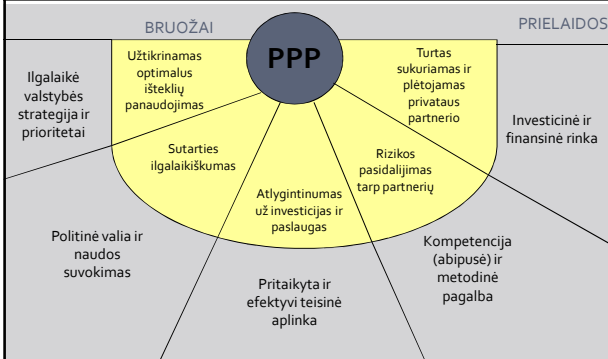 BRUOŽAI
PRIELAIDOS
PPP
Ilgalaikė
valstybės
strategija ir
prioritetai
Užtikrinamas
optimalus
išteklių
panaudojimas
Turtas
sukuriamas ir
plėtojamas
privataus
partnerio
Investicinė ir
finansinė rinka
Sutarties
ilgalaikiškumas
Rizikos
pasidalijimas
tarp partnerių
Atlygintinumas
už investicijas ir
paslaugas
Politinė valia ir
naudos
suvokimas
Pritaikyta ir
efektyvi teisinė
aplinka
Kompetencija
(abipusė) ir
metodinė
pagalba